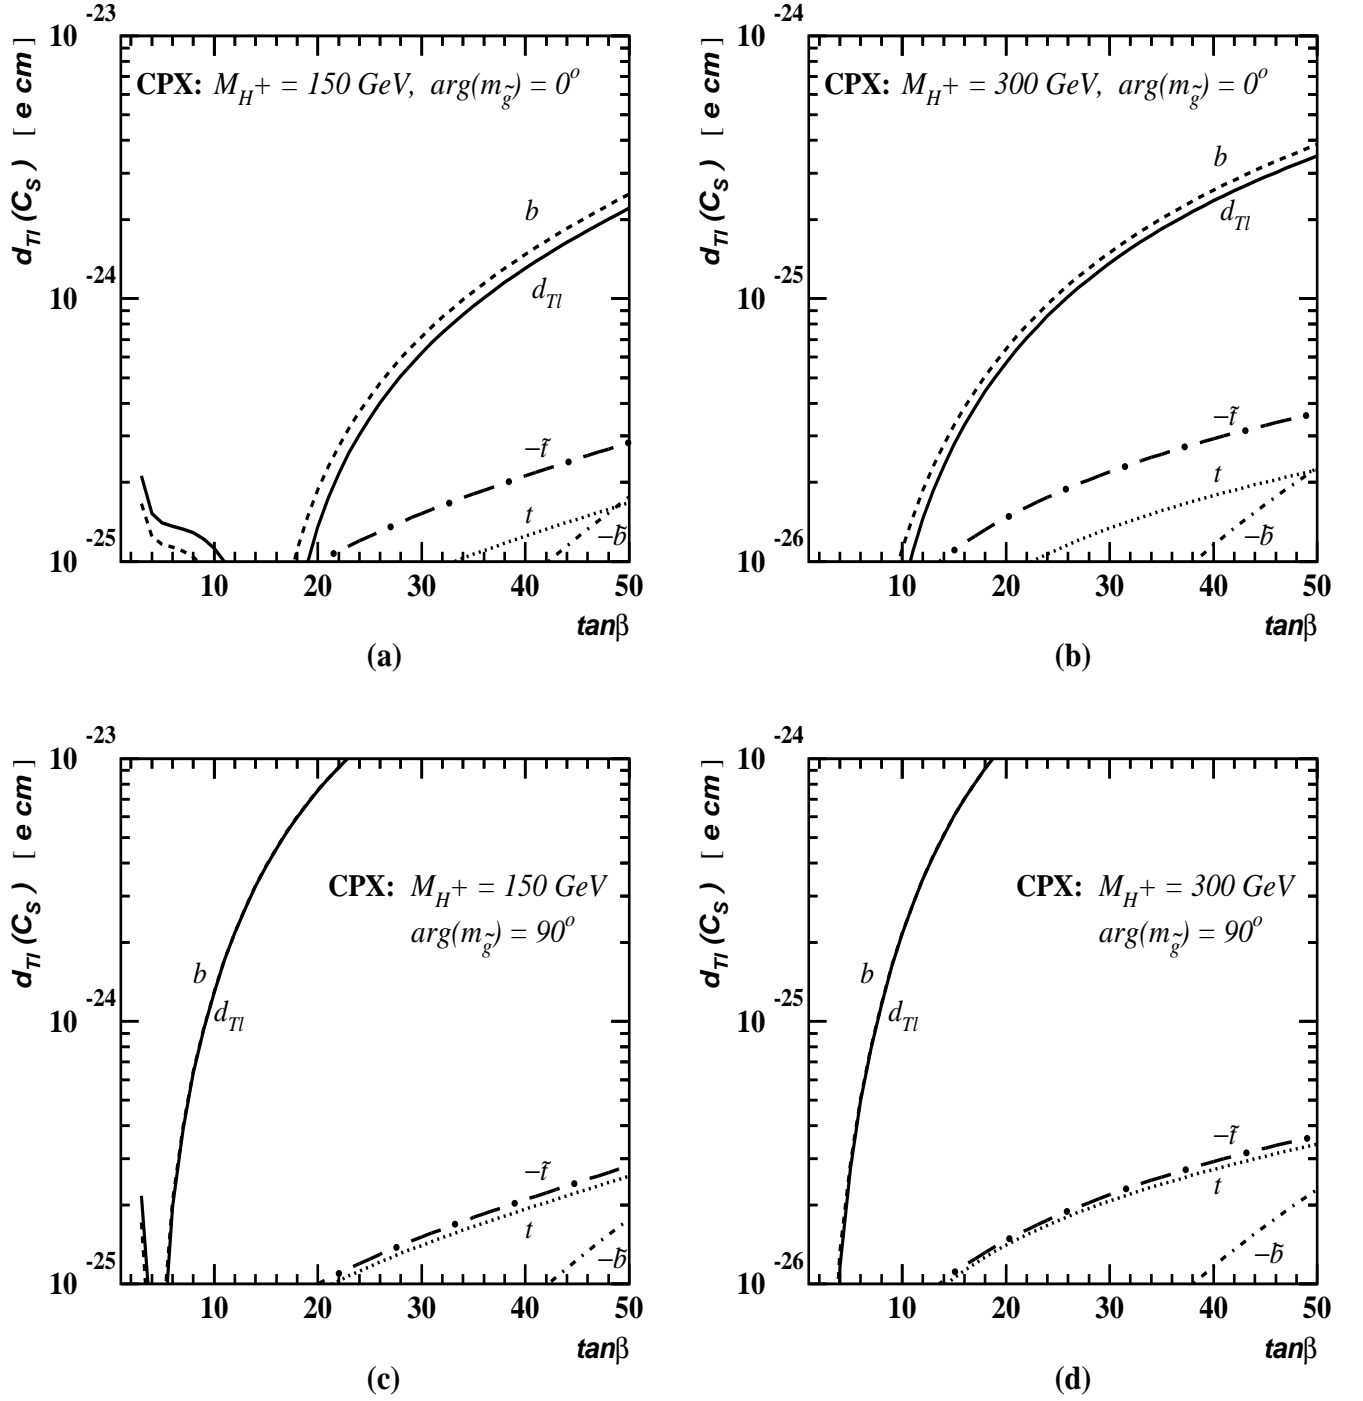 10 -23
CPX: M_H+ = 150 GeV, arg(m_g̃) = 0°
d_Tl (C_S) [ e cm ]
b
d_Tl
10 -24
–t̃
t
–b̃
10 -25
10 20 30 40 50
tanβ
(a)
10 -24
CPX: M_H+ = 300 GeV, arg(m_g̃) = 0°
d_Tl (C_S) [ e cm ]
b
d_Tl
10 -25
–t̃
t
–b̃
10 -26
10 20 30 40 50
tanβ
(b)
10 -23
d_Tl (C_S) [ e cm ]
CPX: M_H+ = 150 GeV
arg(m_g̃) = 90°
b
d_Tl
10 -24
–t̃
t
–b̃
10 -25
10 20 30 40 50
tanβ
(c)
10 -24
d_Tl (C_S) [ e cm ]
CPX: M_H+ = 300 GeV
arg(m_g̃) = 90°
b
d_Tl
10 -25
–t̃
t
–b̃
10 -26
10 20 30 40 50
tanβ
(d)